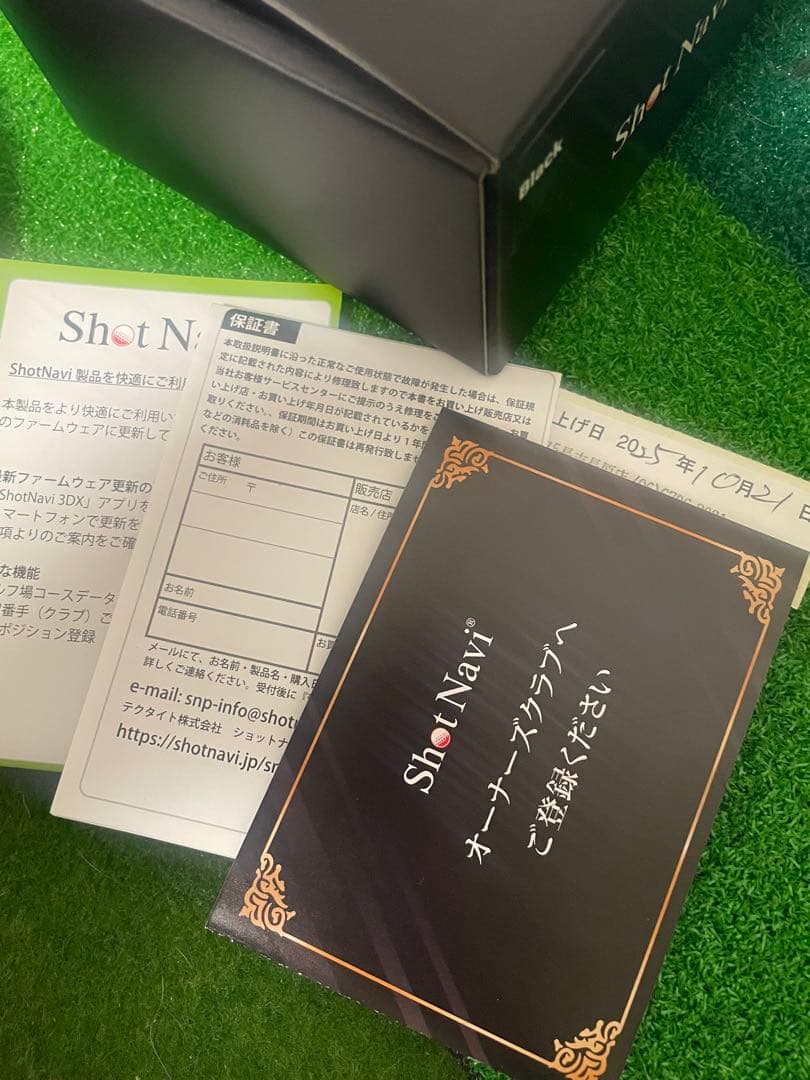 Shot Navi
Black
Shot Na
ShotNavi 製品を快適にご利
本製品をより快適にご利用い
のファームウェアに更新して
最新ファームウェア更新の
ShotNavi 3DX」アプリを
マートフォンで更新を
項よりのご案内をご確
な機能
ルフ場コースデータ
番手（クラブ）ご
ポジション登録
保証書
本取扱説明書に沿った正常なご使用状態で故障が発生した場合は、保証規
定に記載された内容により修理致しますので本書をお買い上げ販売店又は
当社お客様サービスセンターにご提示のうえ修理をご
い上げ店・お買い上げ年月日が記載されているかを
お買
取りください。、保証期間はお買い上げ日より１年
などの消耗品を除く）この保証書は再発行致しませ
ください。
お客様
ご住所 〒
お名前
電話番号
販売店
店名 / 住所
お買
メールにて、お名前・製品名・購入日
詳しくご連絡ください。受付後に
e-mail: snp-info@shotn
テクタイト株式会社 ショットナ
https://shotnavi.jp/sn
上げ日 2025年10月21日
Shot Navi®
オーナーズクラブへ
ご登録ください